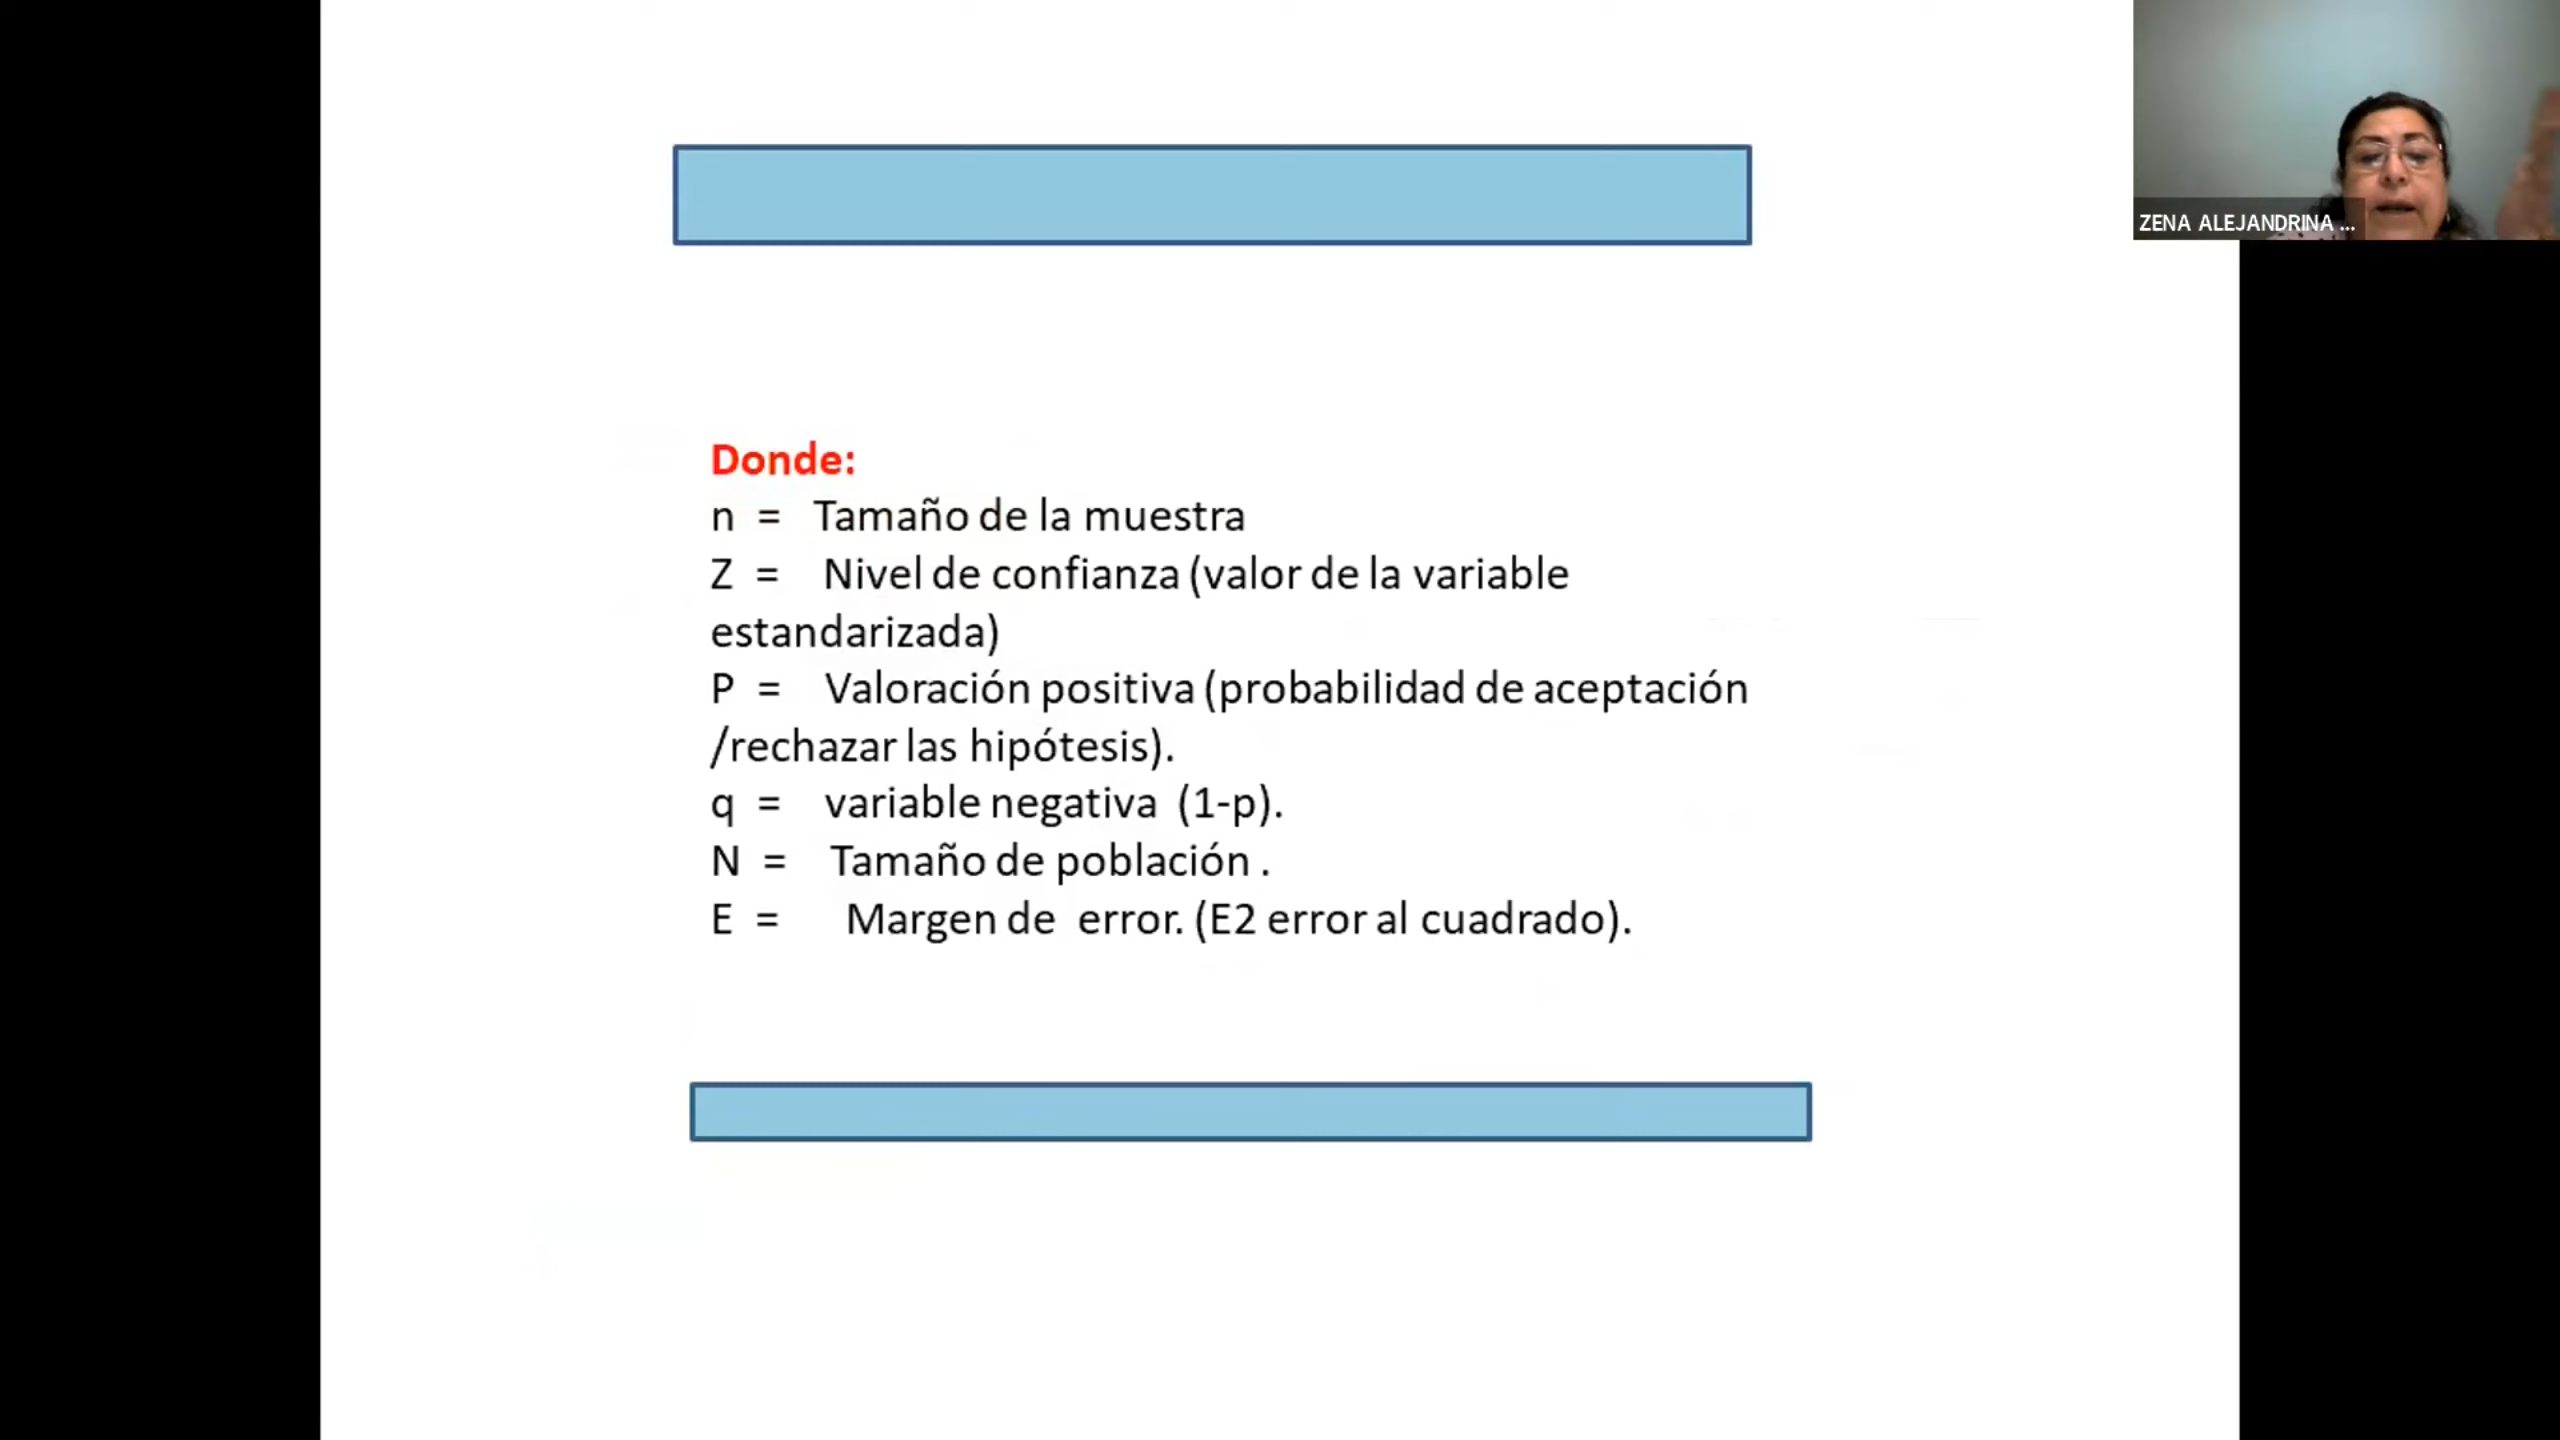 ZENA ALEJANDRINA ...
Donde:
n = Tamaño de la muestra
Z = Nivel de confianza (valor de la variable
estandarizada)
P = Valoración positiva (probabilidad de aceptación
/rechazar las hipótesis).
q = variable negativa (1-p).
N = Tamaño de población .
E = Margen de error. (E2 error al cuadrado).